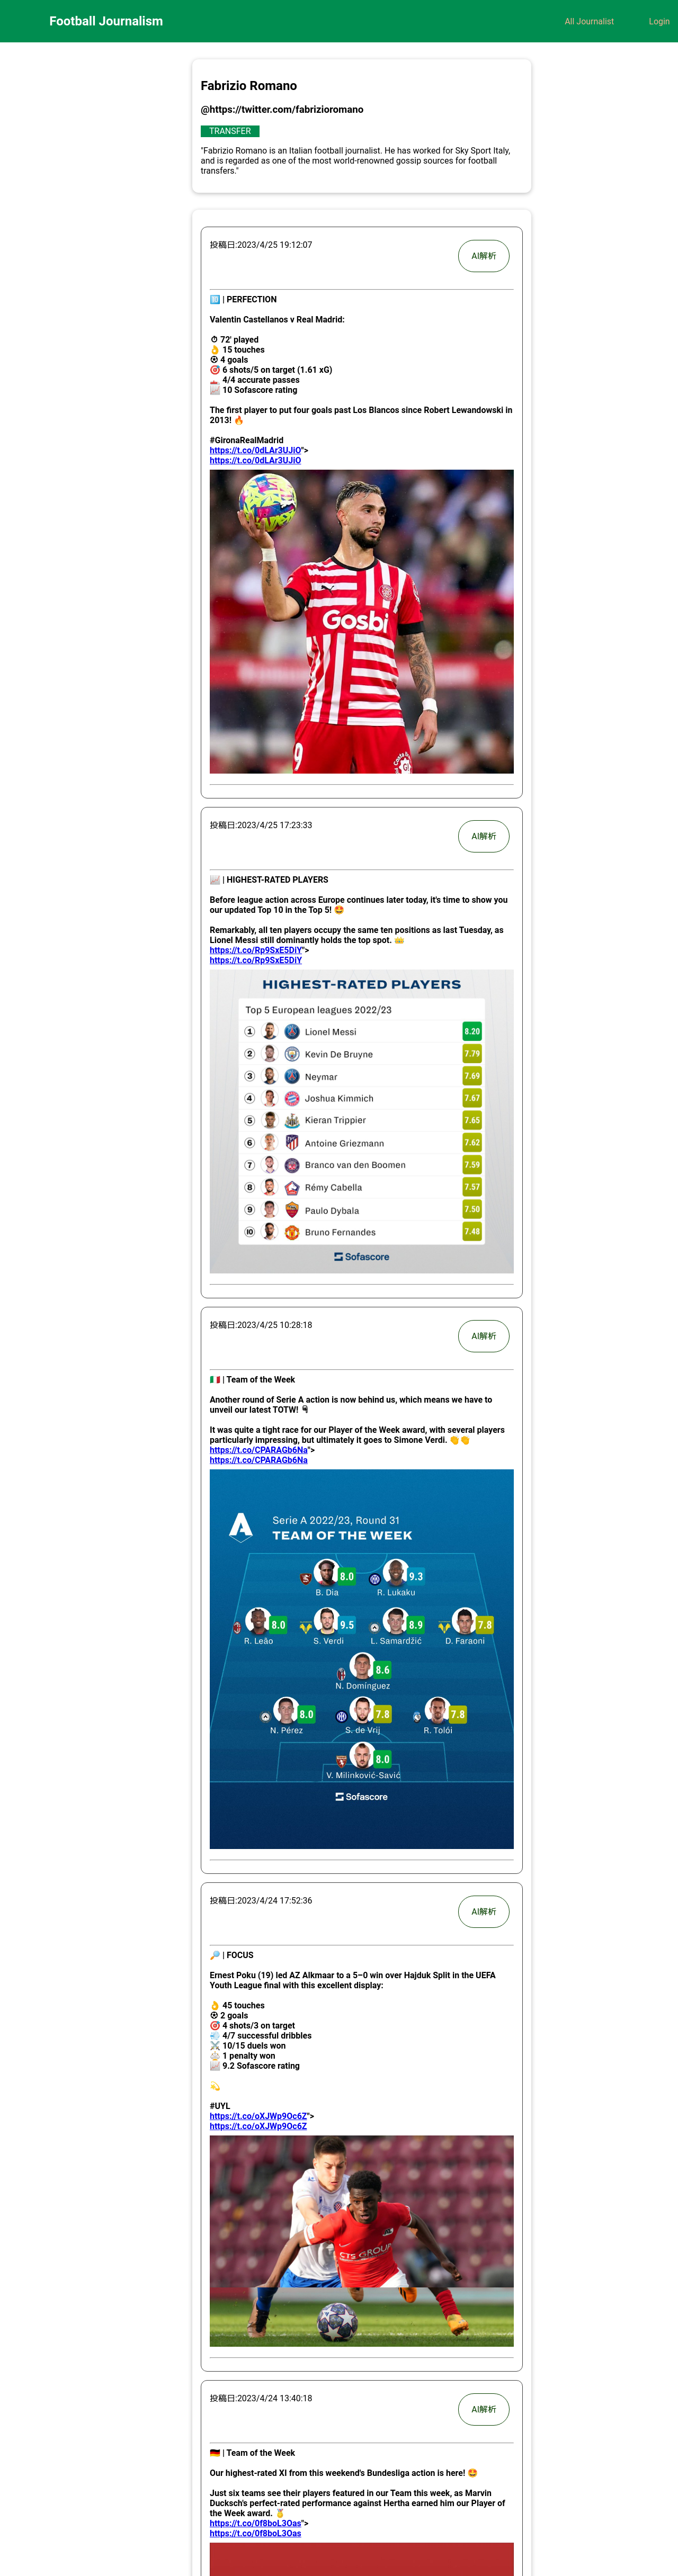 Football Journalism
All Journalist
Login
Fabrizio Romano
@https://twitter.com/fabrizioromano
TRANSFER
"Fabrizio Romano is an Italian football journalist. He has worked for Sky Sport Italy,
and is regarded as one of the most world-renowned gossip sources for football
transfers."
投稿日:2023/4/25 19:12:07
AI解析
🔟 | PERFECTION
Valentín Castellanos v Real Madrid:
⏱ 72' played
👌 15 touches
⚽ 4 goals
🎯 6 shots/5 on target (1.61 xG)
👟 4/4 accurate passes
📈 10 Sofascore rating
The first player to put four goals past Los Blancos since Robert Lewandowski in
2013! 🔥
#GironaRealMadrid
https://t.co/0dLAr3UJiO">
https://t.co/0dLAr3UJiO
Gosbi
9
投稿日:2023/4/25 17:23:33
AI解析
📈 | HIGHEST-RATED PLAYERS
Before league action across Europe continues later today, it's time to show you
our updated Top 10 in the Top 5! 🤩
Remarkably, all ten players occupy the same ten positions as last Tuesday, as
Lionel Messi still dominantly holds the top spot. 👑
https://t.co/Rp9SxE5DiY">
https://t.co/Rp9SxE5DiY
HIGHEST-RATED PLAYERS
Top 5 European leagues 2022/23
1 Lionel Messi 8.20
2 Kevin De Bruyne 7.79
3 Neymar 7.69
4 Joshua Kimmich 7.67
5 Kieran Trippier 7.65
6 Antoine Griezmann 7.62
7 Branco van den Boomen 7.59
8 Rémy Cabella 7.57
9 Paulo Dybala 7.50
10 Bruno Fernandes 7.48
Sofascore
投稿日:2023/4/25 10:28:18
AI解析
🇮🇹 | Team of the Week
Another round of Serie A action is now behind us, which means we have to
unveil our latest TOTW! 👇
It was quite a tight race for our Player of the Week award, with several players
particularly impressing, but ultimately it goes to Simone Verdi. 👏👏
https://t.co/CPARAGb6Na">
https://t.co/CPARAGb6Na
Serie A 2022/23, Round 31
TEAM OF THE WEEK
8.0 9.3
B. Dia R. Lukaku
8.0 9.5 8.9 7.8
R. Leão S. Verdi L. Samardžić D. Faraoni
8.6
N. Domínguez
8.0 7.8 7.8
N. Pérez S. de Vrij R. Tolói
8.0
V. Milinković-Savić
Sofascore
投稿日:2023/4/24 17:52:36
AI解析
🔎 | FOCUS
Ernest Poku (19) led AZ Alkmaar to a 5–0 win over Hajduk Split in the UEFA
Youth League final with this excellent display:
👌 45 touches
⚽ 2 goals
🎯 4 shots/3 on target
💨 4/7 successful dribbles
⚔️ 10/15 duels won
1 penalty won
📈 9.2 Sofascore rating
💫
#UYL
https://t.co/oXJWp9Oc6Z">
https://t.co/oXJWp9Oc6Z
CTS GROUP
投稿日:2023/4/24 13:40:18
AI解析
🇩🇪 | Team of the Week
Our highest-rated XI from this weekend's Bundesliga action is here! 🤩
Just six teams see their players featured in our Team this week, as Marvin
Ducksch's perfect-rated performance against Hertha earned him our Player of
the Week award. 🏅
https://t.co/0f8boL3Oas">
https://t.co/0f8boL3Oas